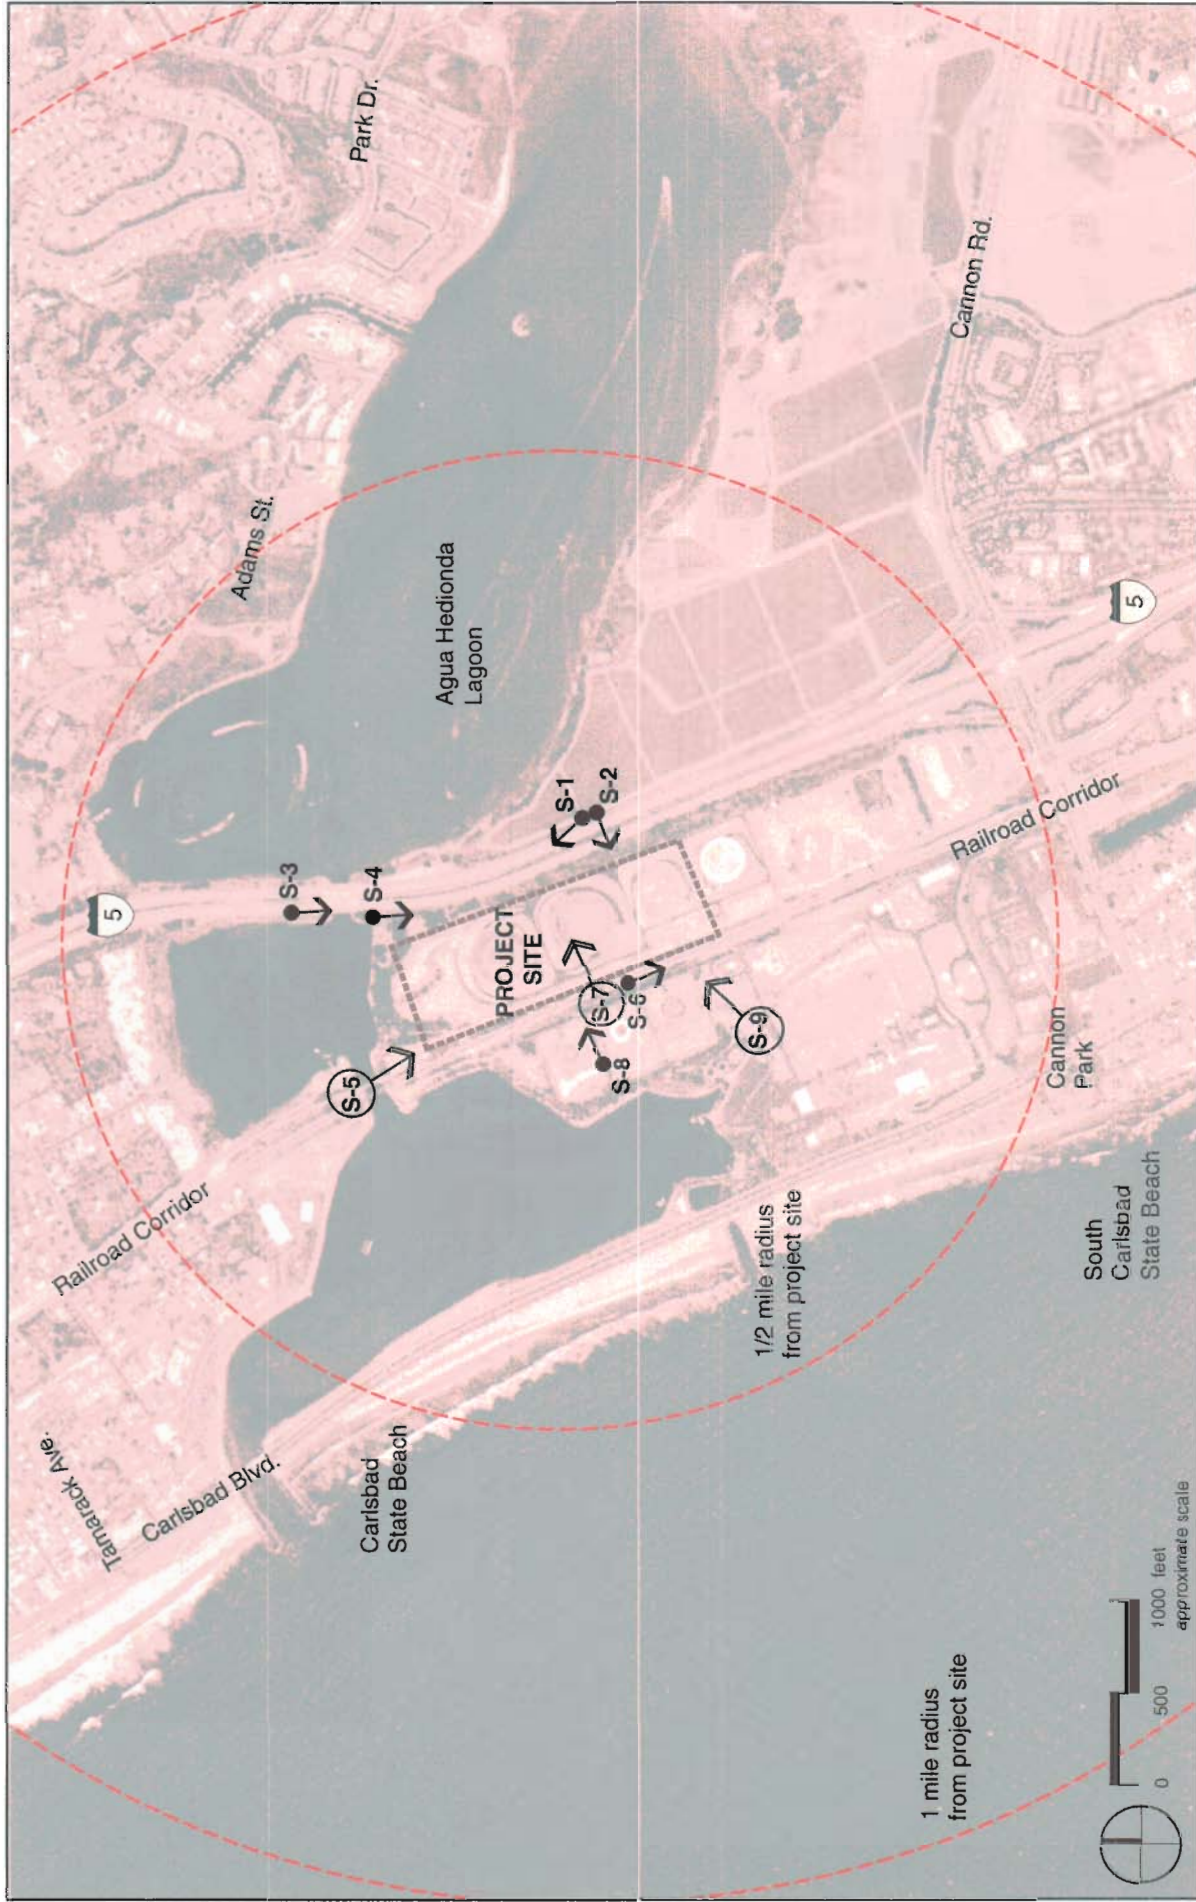 Park Dr.
Adams St.
Cannon Rd.
Agua Hedionda
Lagoon
5
5
S-1
S-2
S-3
S-4
PROJECT
SITE
Railroad Corridor
S-7
S-6
S-8
S-5
S-9
Cannon
Park
Railroad Corridor
1/2 mile radius
from project site
South
Carlsbad
State Beach
Tamarack Ave.
Carlsbad Blvd.
Carlsbad
State Beach
1 mile radius
from project site
0 500 1000 feet
approximate scale